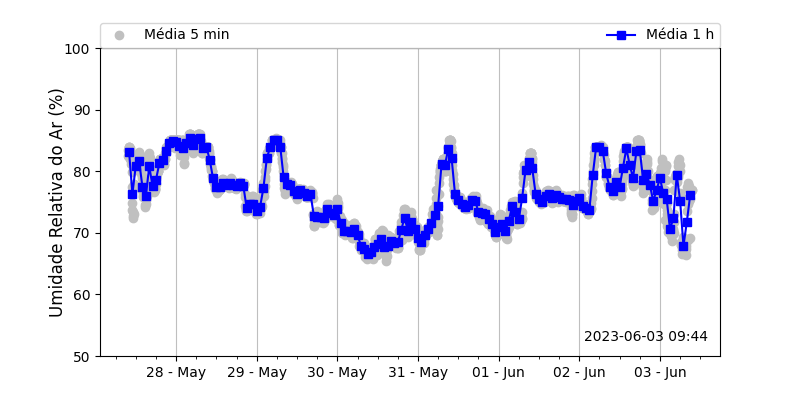 Média 5 min
Média 1 h
100
90
80
70
60
50
Umidade Relativa do Ar (%)
2023-06-03 09:44
28 - May
29 - May
30 - May
31 - May
01 - Jun
02 - Jun
03 - Jun